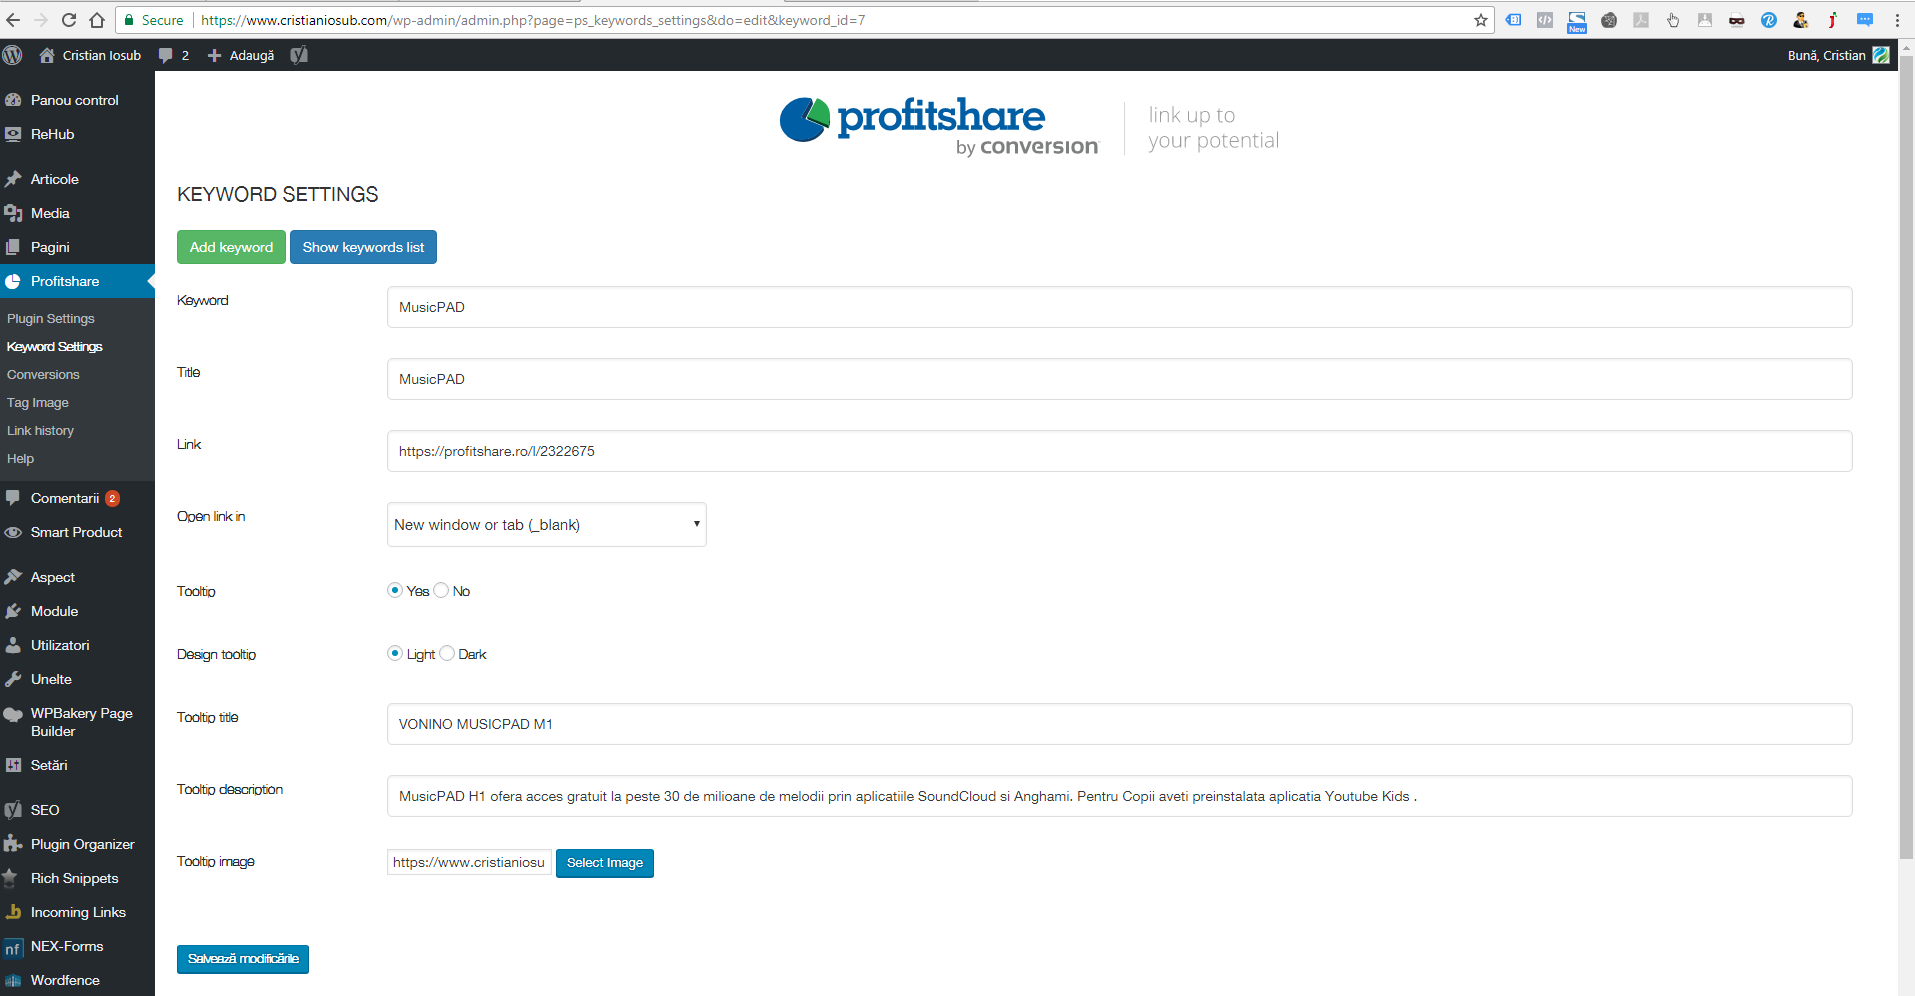 Secure
https://www.cristianiosub.com/wp-admin/admin.php?page=ps_keywords_settings&do=edit&keyword_id=7
New
Cristian Iosub 2 Adaugă
Bună, Cristian
Panou control
ReHub
Articole
Media
Pagini
Profitshare
Plugin Settings
Keyword Settings
Conversions
Tag Image
Link history
Help
Comentarii 2
Smart Product
Aspect
Module
Utilizatori
Unelte
WPBakery Page
Builder
Setări
SEO
Plugin Organizer
Rich Snippets
Incoming Links
nf NEX-Forms
Wordfence
profitshare
by conversion
link up to
your potential
KEYWORD SETTINGS
Add keyword Show keywords list
Keyword MusicPAD
Title MusicPAD
Link https://profitshare.ro/l/2322675
Open link in New window or tab (_blank)
Tooltip Yes No
Design tooltip Light Dark
Tooltip title VONINO MUSICPAD M1
Tooltip description MusicPAD H1 ofera acces gratuit la peste 30 de milioane de melodii prin aplicatiile SoundCloud si Anghami. Pentru Copii aveti preinstalata aplicatia Youtube Kids .
Tooltip image https://www.cristianiosu Select Image
Salvează modificările